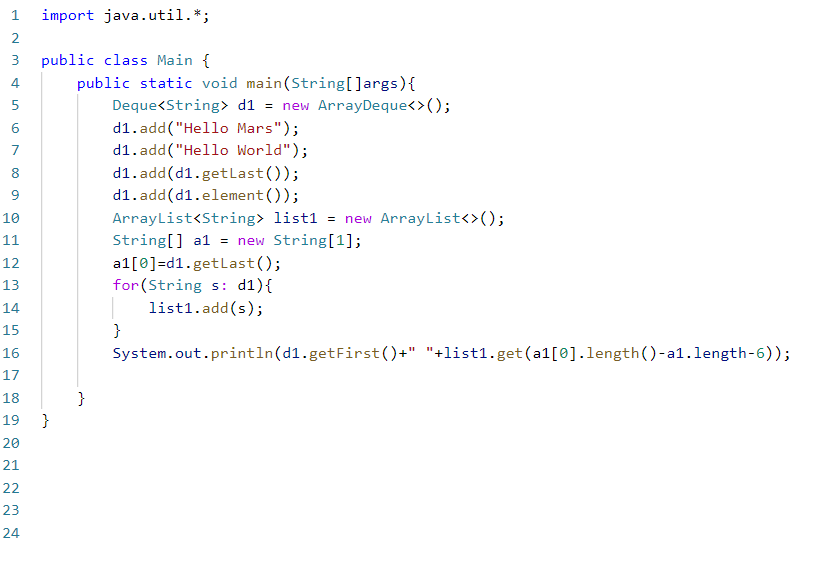 1 import java.util.*;
2
3 public class Main {
4 public static void main(String[]args){
5 Deque<String> d1 = new ArrayDeque<>();
6 d1.add("Hello Mars");
7 d1.add("Hello World");
8 d1.add(d1.getLast());
9 d1.add(d1.element());
10 ArrayList<String> list1 = new ArrayList<>();
11 String[] a1 = new String[1];
12 a1[0]=d1.getLast();
13 for(String s: d1){
14 list1.add(s);
15 }
16 System.out.println(d1.getFirst()+" "+list1.get(a1[0].length()-a1.length-6));
17
18 }
19 }
20
21
22
23
24